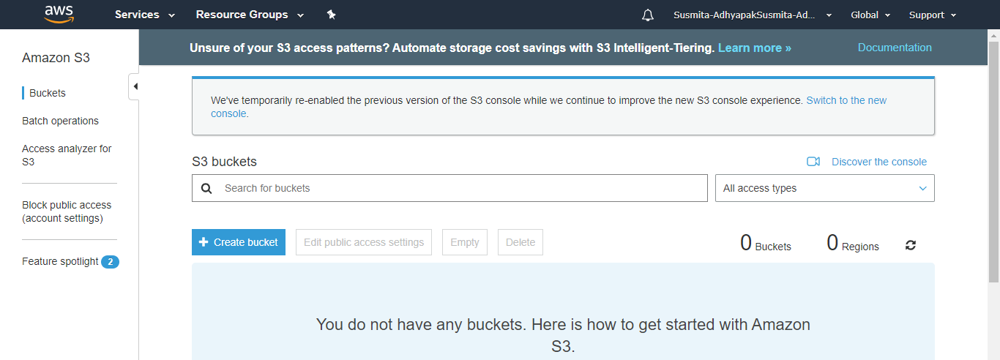 aws Services Resource Groups Susmita-AdhyapakSusmita-Ad... Global Support
Unsure of your S3 access patterns? Automate storage cost savings with S3 Intelligent-Tiering. Learn more » Documentation
Amazon S3
Buckets
Batch operations
Access analyzer for
S3
Block public access
(account settings)
Feature spotlight 2
We've temporarily re-enabled the previous version of the S3 console while we continue to improve the new S3 console experience. Switch to the new
console.
S3 buckets Discover the console
Search for buckets All access types
Create bucket Edit public access settings Empty Delete 0 Buckets 0 Regions
You do not have any buckets. Here is how to get started with Amazon
S3.